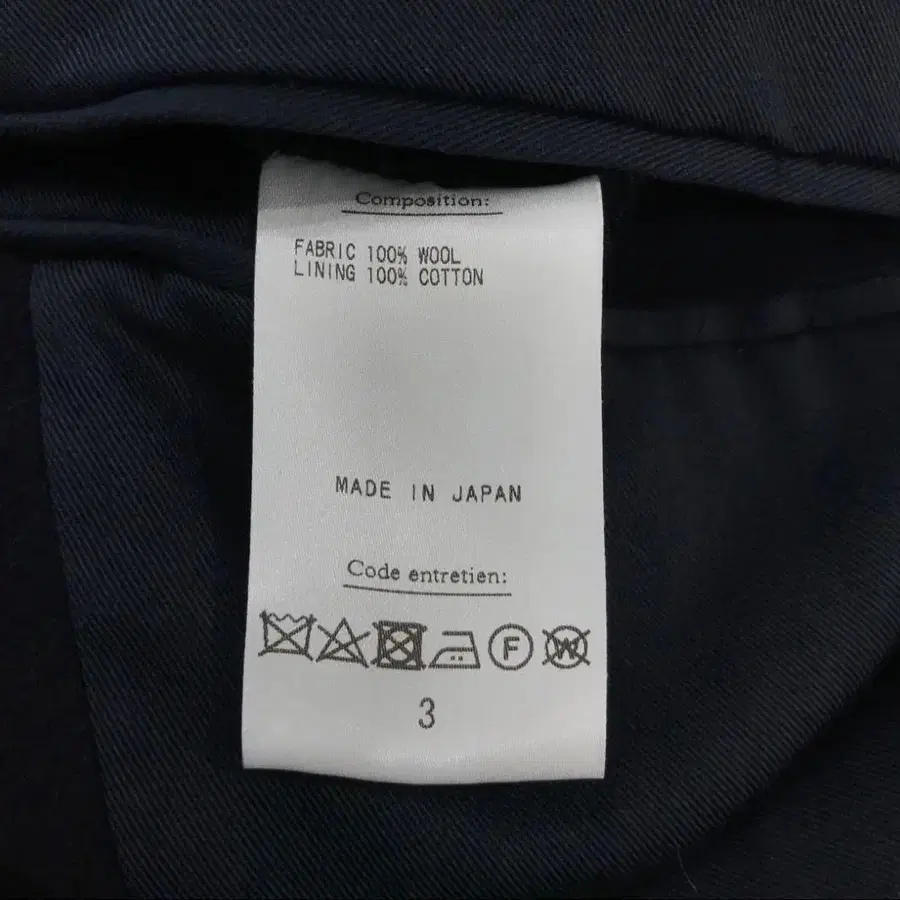 Composition:
FABRIC 100% WOOL
LINING 100% COTTON
MADE IN JAPAN
Code entretien:
F W
3